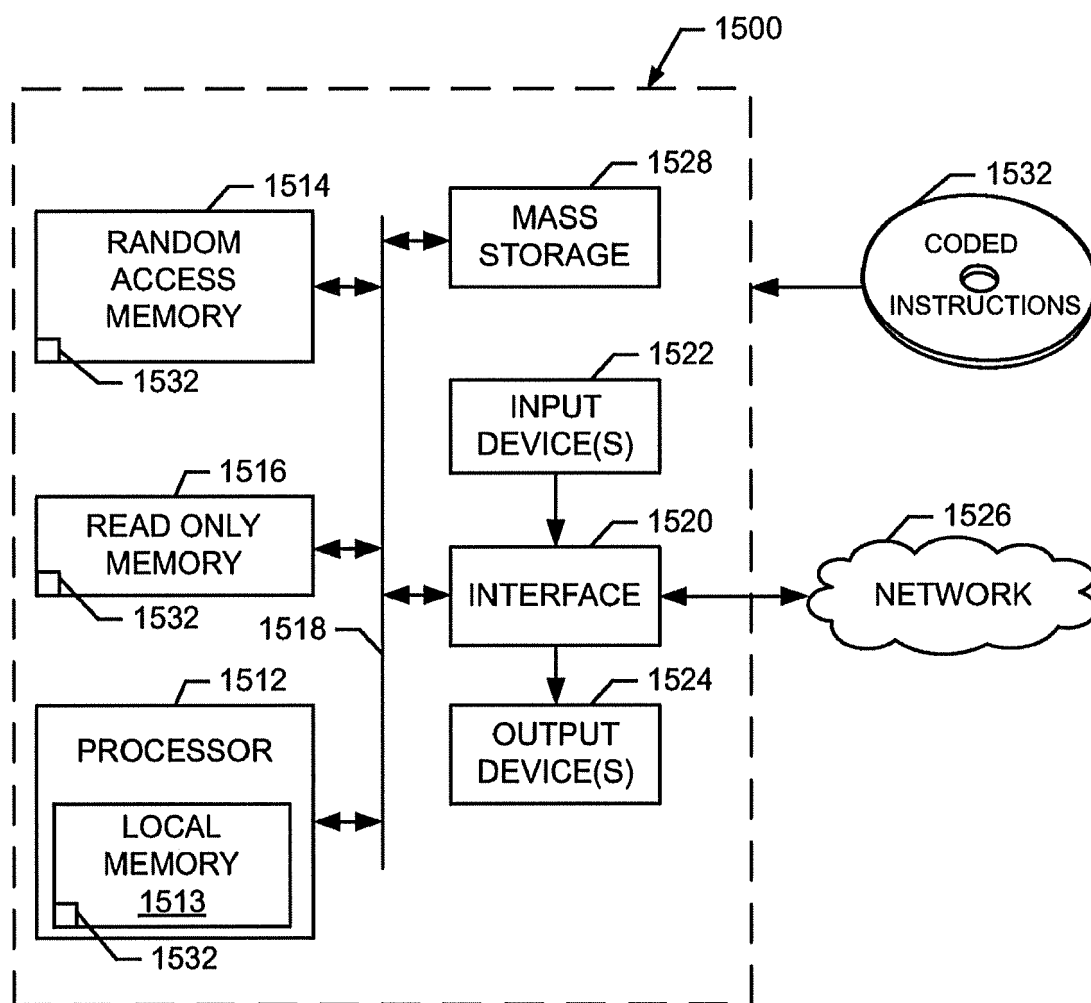 1500
1514
RANDOM
ACCESS
MEMORY
1532
1528
MASS
STORAGE
1532
CODED
INSTRUCTIONS
1522
INPUT
DEVICE(S)
1516
READ ONLY
MEMORY
1532
1520
INTERFACE
1526
NETWORK
1518
1512
PROCESSOR
LOCAL
MEMORY
1513
1532
1524
OUTPUT
DEVICE(S)